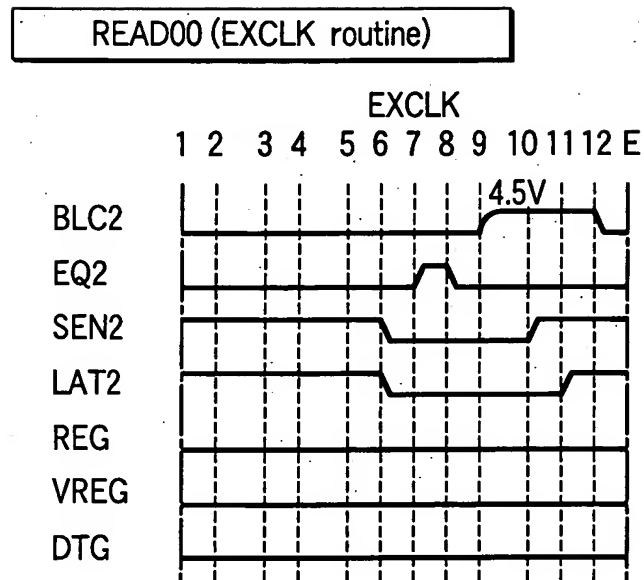 READ00 (EXCLK routine)
EXCLK
1 2 3 4 5 6 7 8 9 10 11 12 E
4.5V
BLC2
EQ2
SEN2
LAT2
REG
VREG
DTG